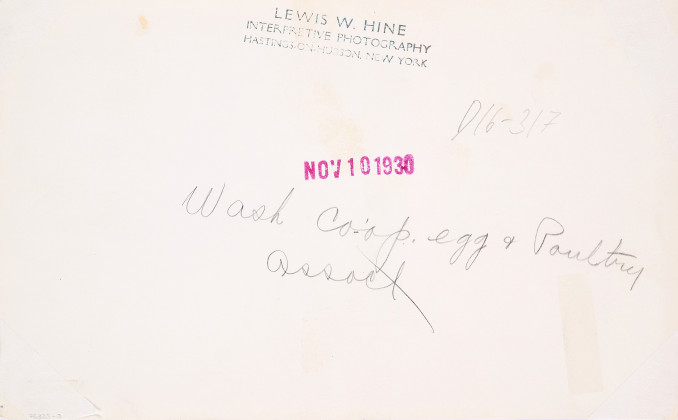 LEWIS W. HINE
INTERPRETIVE PHOTOGRAPHY
HASTINGS-ON-HUDSON, NEW YORK
D16-317
NOV 10 1930
Wash Co-op. egg & Poultry
assoc